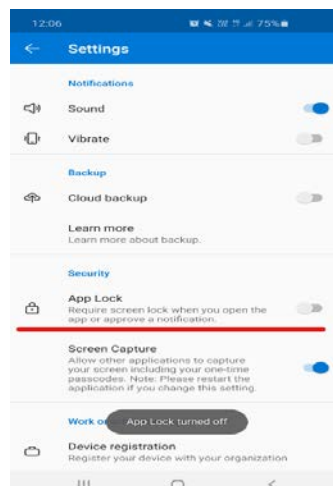 12:06
75%
Settings
Notifications
Sound
Vibrate
Backup
Cloud backup
Learn more
Learn more about backup.
Security
App Lock
Require screen lock when you open the
app or approve a notification.
Screen Capture
Allow other applications to capture
your screen including your one-time
passcodes. Note: Please restart the
application if you change this setting.
Work o
App Lock turned off
Device registration
Register your device with your organization